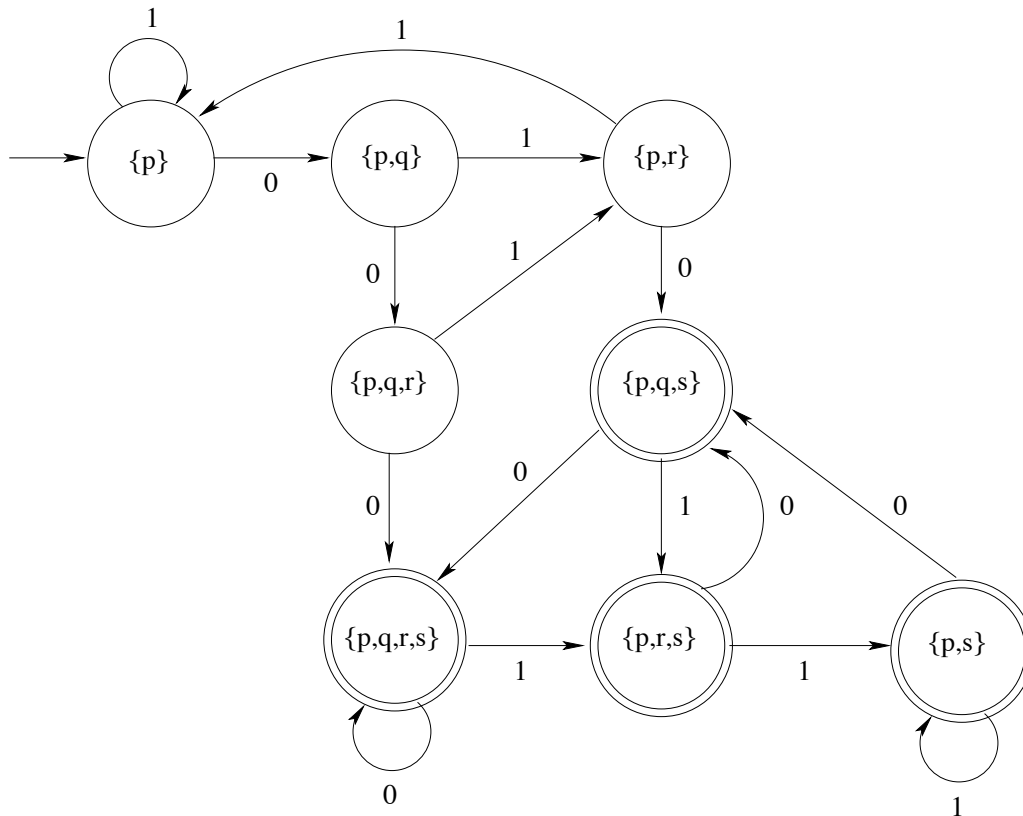 1
1
{p}
0
{p,q}
1
{p,r}
0
1
0
{p,q,r}
{p,q,s}
0
0
1
0
0
{p,q,r,s}
1
{p,r,s}
1
{p,s}
0
1